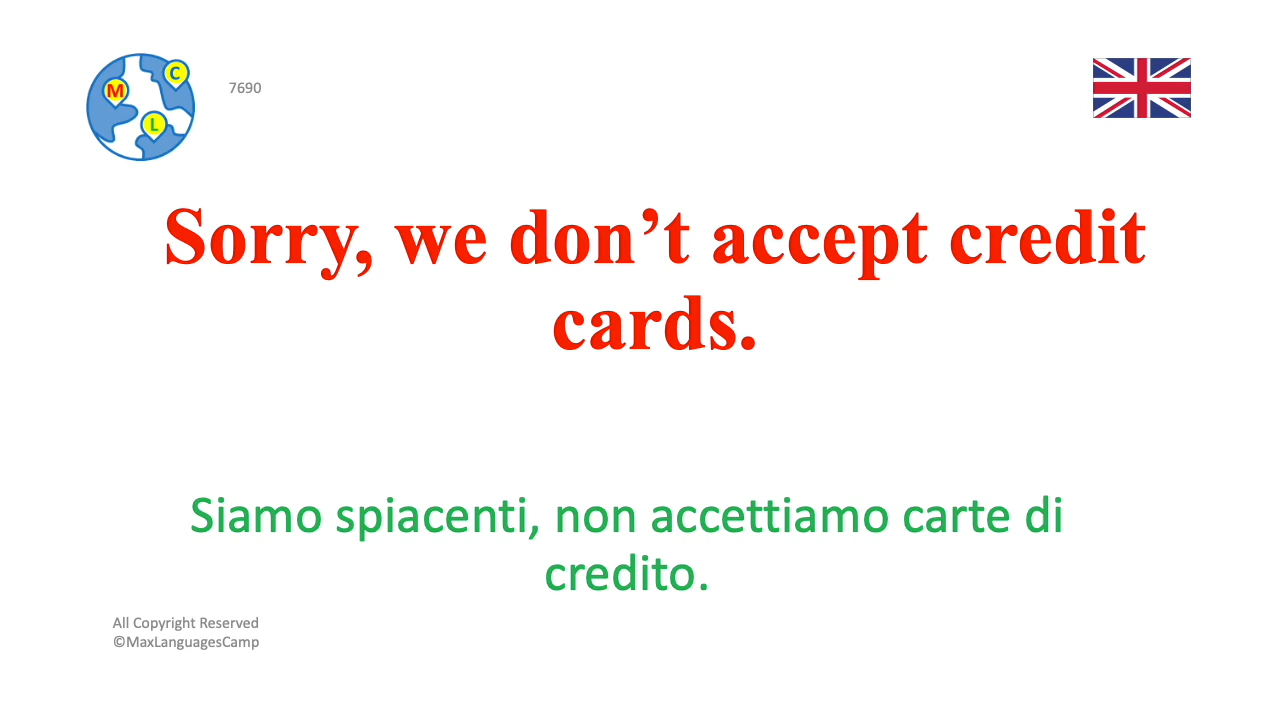 M
C
L
7690
Sorry, we don’t accept credit
cards.
Siamo spiacenti, non accettiamo carte di
credito.
All Copyright Reserved
©MaxLanguagesCamp